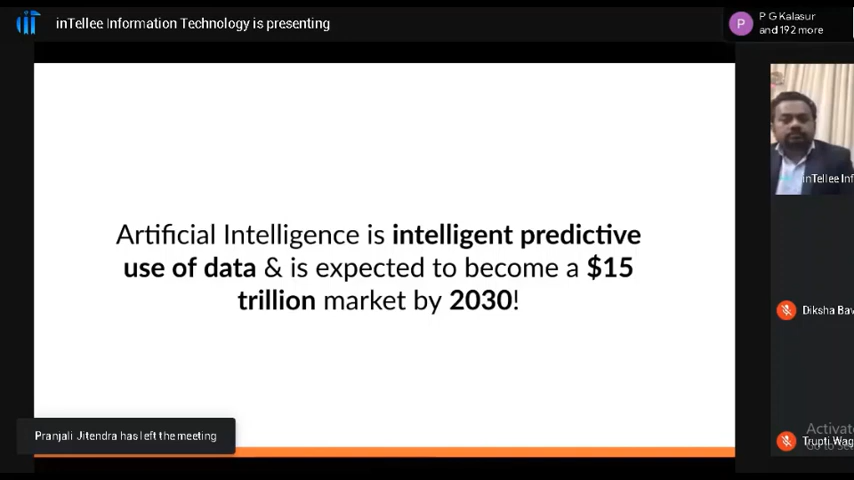 inTellee Information Technology is presenting
P G Kalasur
and 192 more
Artificial Intelligence is intelligent predictive
use of data & is expected to become a $15
trillion market by 2030!
inTellee Inf
Diksha Bav
Pranjali Jitendra has left the meeting
Activate
Trupti Wag